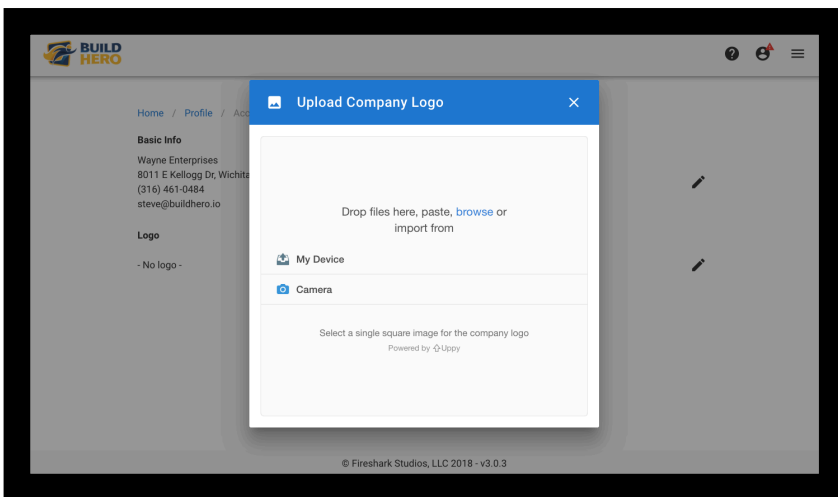 BUILD
HERO
Upload Company Logo
Home / Profile / Acc
Basic Info
Wayne Enterprises
8011 E Kellogg Dr, Wichita
(316) 461-0484
steve@buildhero.io
Logo
- No logo -
Drop files here, paste, browse or
import from
My Device
Camera
Select a single square image for the company logo
Powered by Uppy
© Fireshark Studios, LLC 2018 - v3.0.3